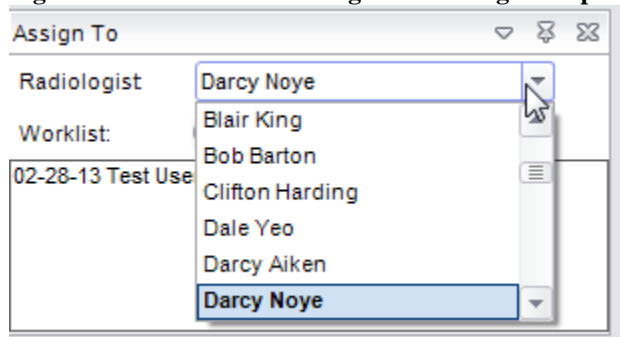 Assign To
Radiologist Darcy Noye
Blair King
Worklist:
Bob Barton
02-28-13 Test Use
Clifton Harding
Dale Yeo
Darcy Aiken
Darcy Noye